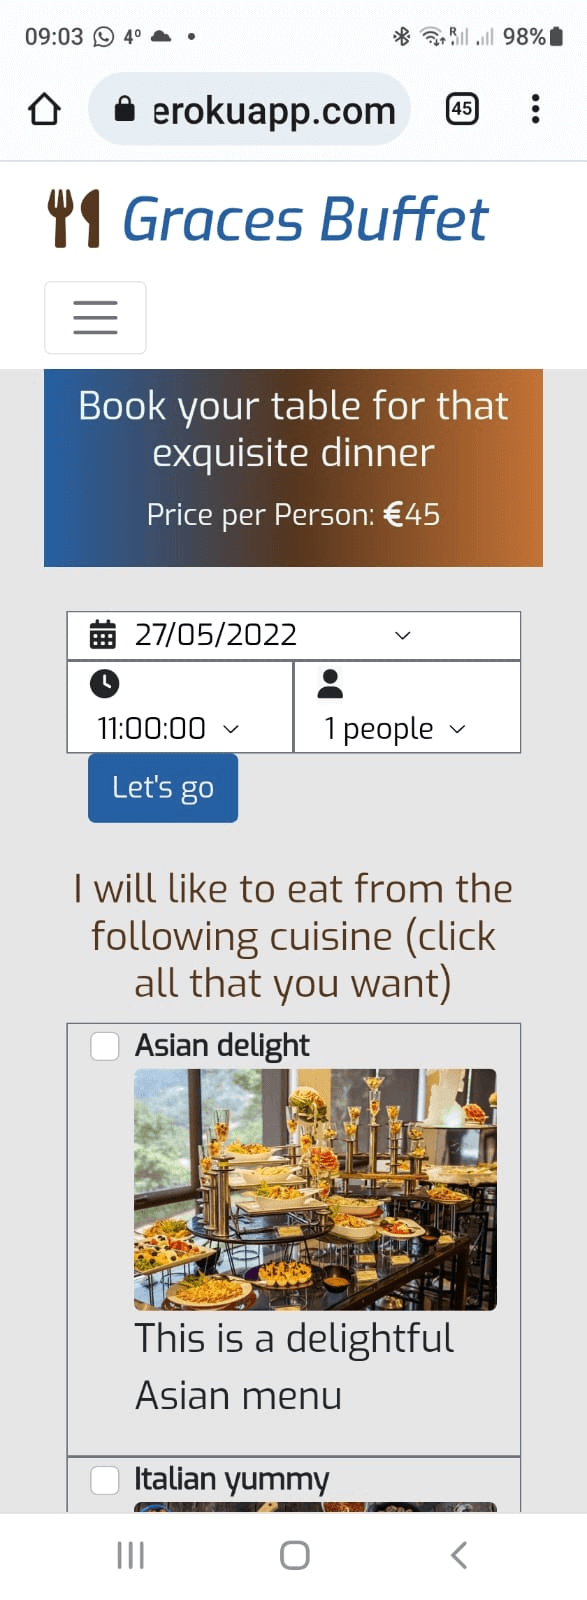 09:03 4°
R 98%
erokuapp.com 45
Graces Buffet
Book your table for that
exquisite dinner
Price per Person: €45
27/05/2022
11:00:00 1 people
Let's go
I will like to eat from the
following cuisine (click
all that you want)
Asian delight
This is a delightful
Asian menu
Italian yummy